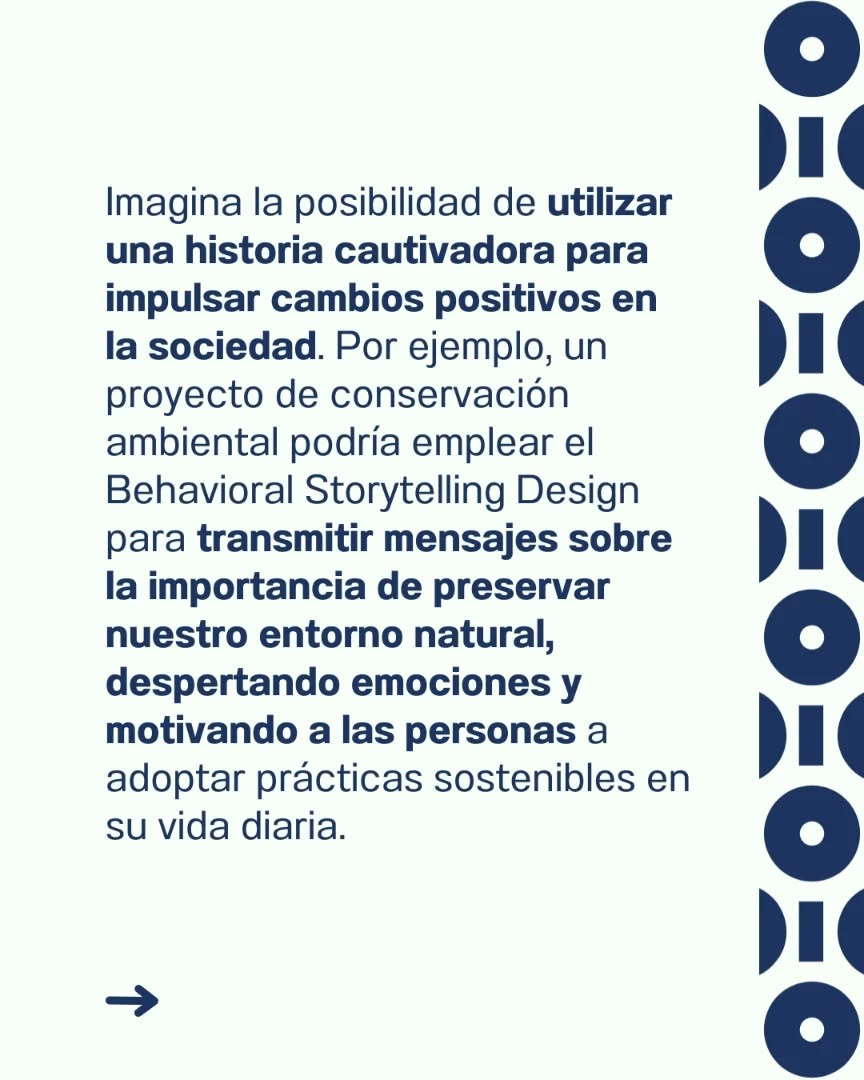 Imagina la posibilidad de utilizar
una historia cautivadora para
impulsar cambios positivos en
la sociedad. Por ejemplo, un
proyecto de conservación
ambiental podría emplear el
Behavioral Storytelling Design
para transmitir mensajes sobre
la importancia de preservar
nuestro entorno natural,
despertando emociones y
motivando a las personas a
adoptar prácticas sostenibles en
su vida diaria.